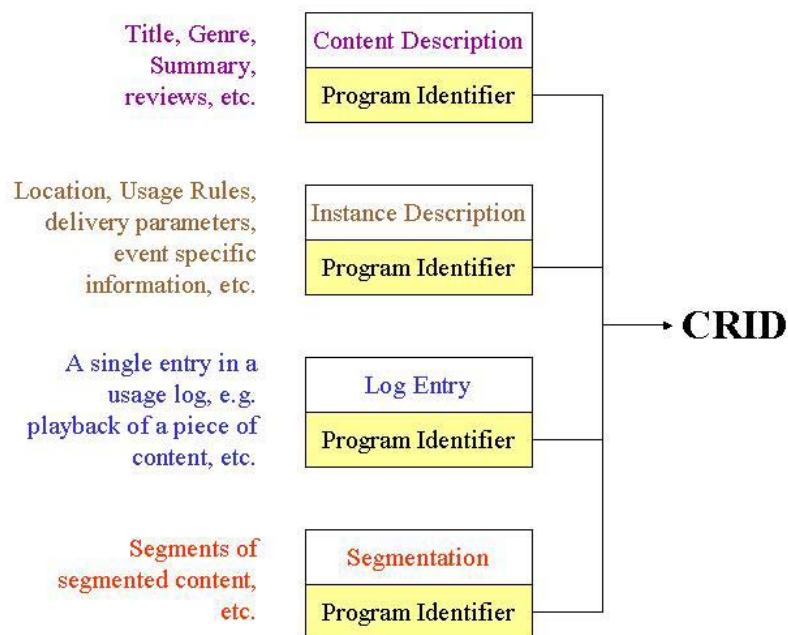 Title, Genre,
Summary,
reviews, etc.
Content Description
Program Identifier
Location, Usage Rules,
delivery parameters,
event specific
information, etc.
Instance Description
Program Identifier
A single entry in a
usage log, e.g.
playback of a piece of
content, etc.
Log Entry
Program Identifier
Segments of
segmented content,
etc.
Segmentation
Program Identifier
CRID